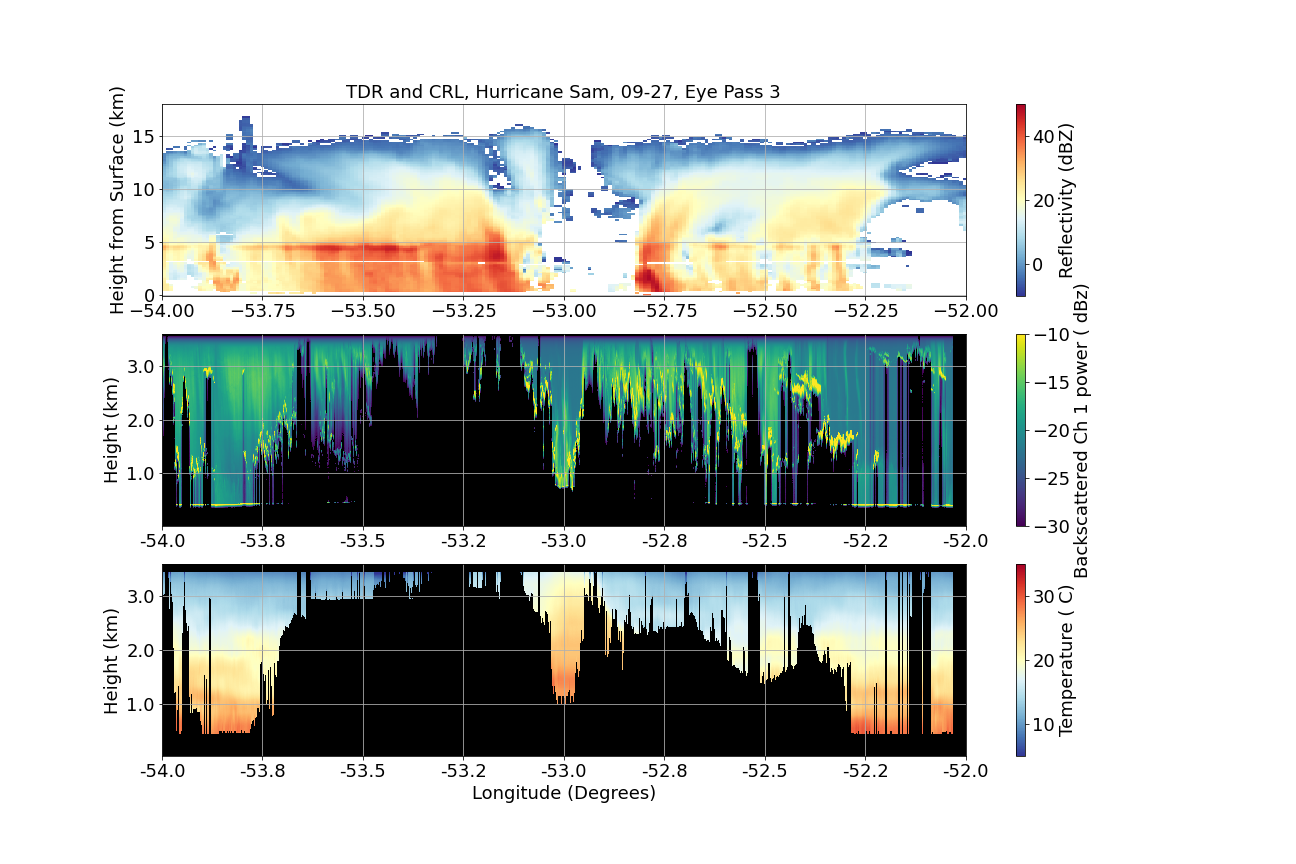 TDR and CRL, Hurricane Sam, 09-27, Eye Pass 3
Height from Surface (km)
15
10
5
0
−54.00 −53.75 −53.50 −53.25 −53.00 −52.75 −52.50 −52.25 −52.00
40
20
0
Reflectivity (dBZ)
Height (km)
3.0
2.0
1.0
-54.0 -53.8 -53.5 -53.2 -53.0 -52.8 -52.5 -52.2 -52.0
−10
−15
−20
−25
−30
Backscattered Ch 1 power ( dBz)
Height (km)
3.0
2.0
1.0
-54.0 -53.8 -53.5 -53.2 -53.0 -52.8 -52.5 -52.2 -52.0
Longitude (Degrees)
30
20
10
Temperature ( C)